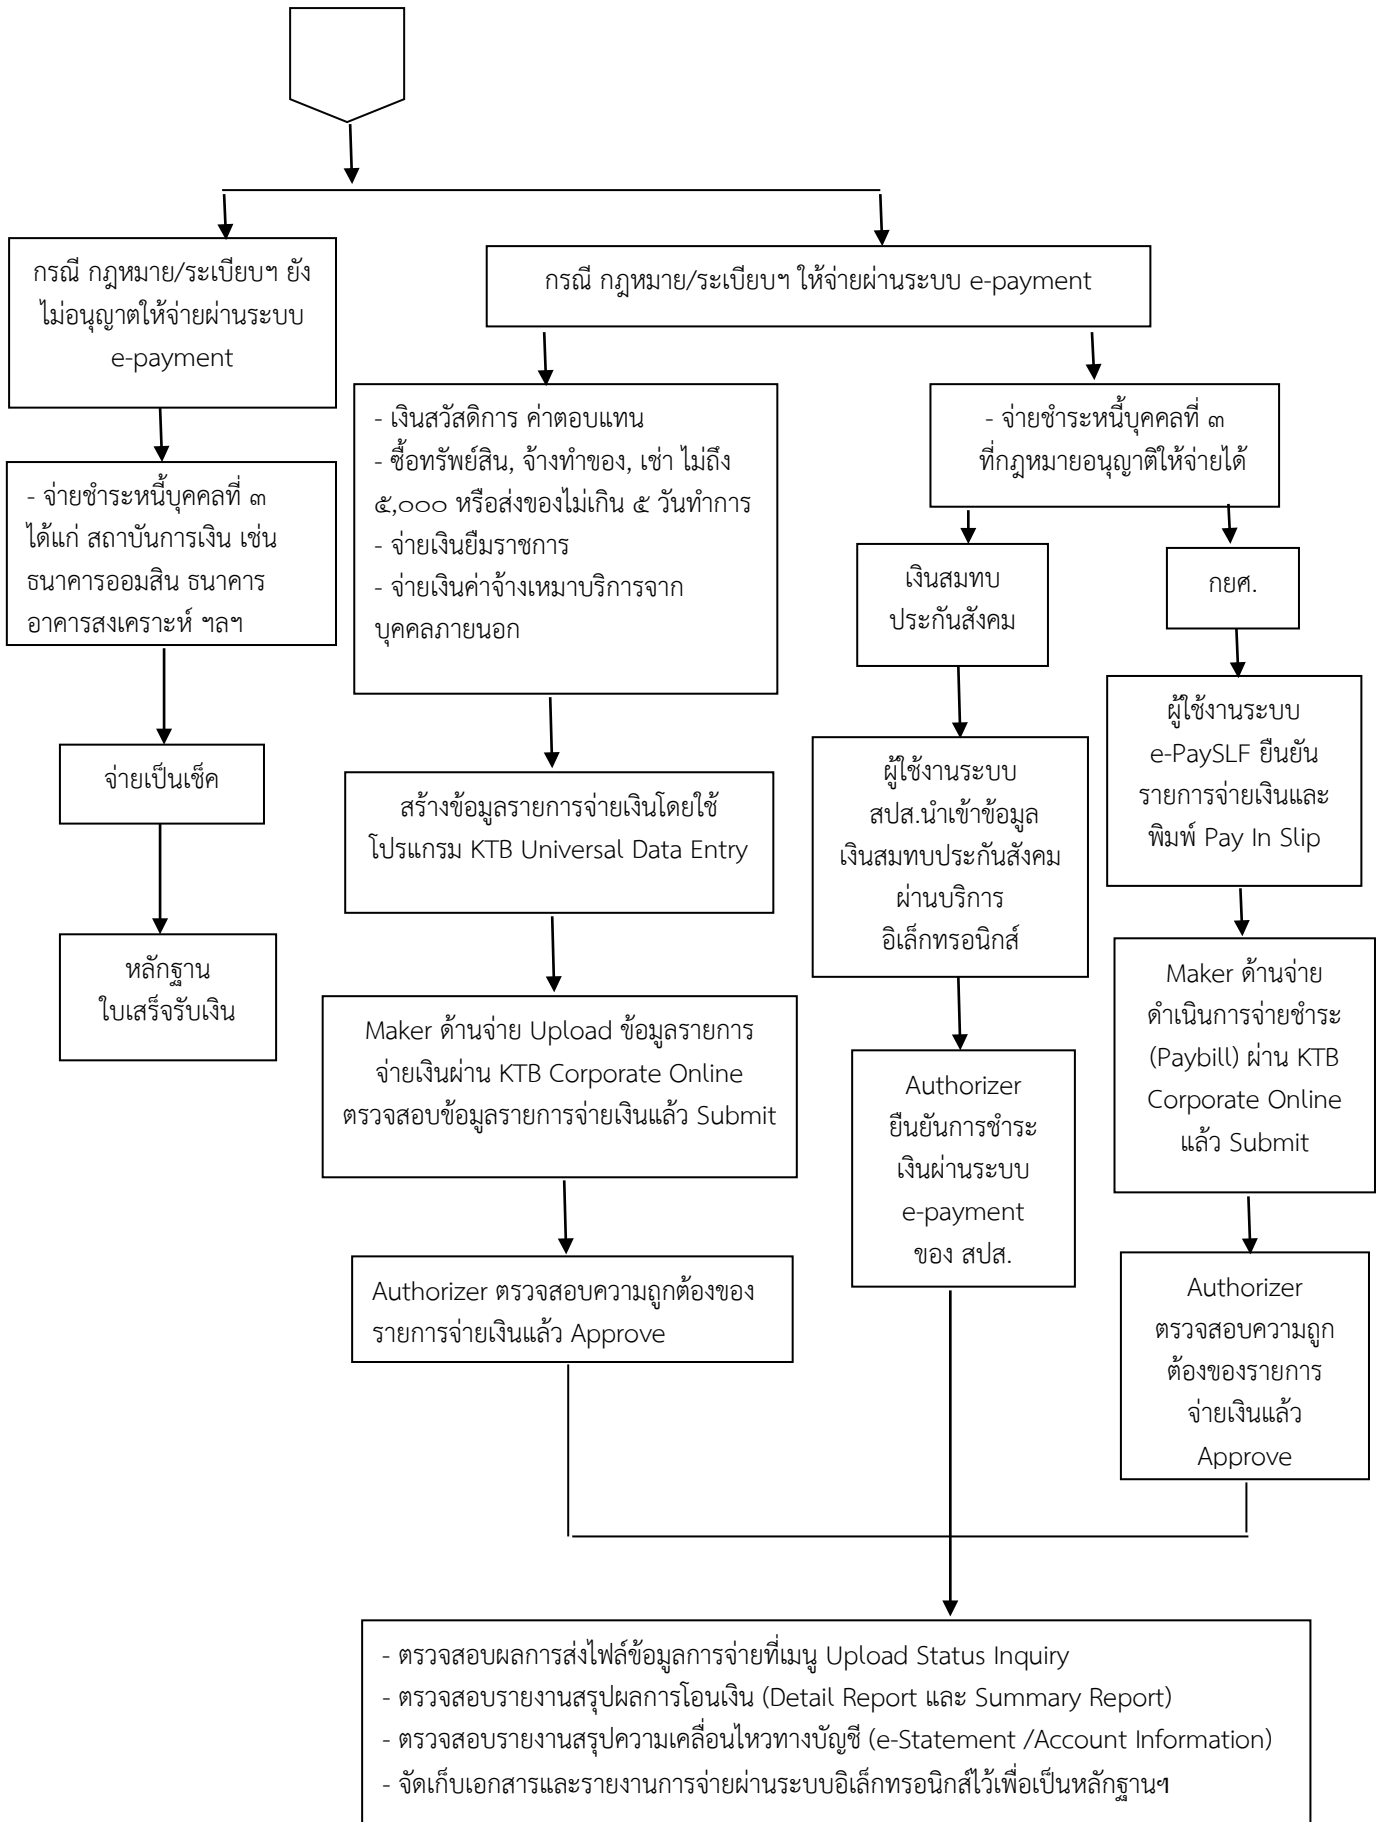 กรณี กฎหมาย/ระเบียบฯ ยัง
ไม่อนุญาตให้จ่ายผ่านระบบ
e-payment
กรณี กฎหมาย/ระเบียบฯ ให้จ่ายผ่านระบบ e-payment
- จ่ายชำระหนี้บุคคลที่ ๓
ได้แก่ สถาบันการเงิน เช่น
ธนาคารออมสิน ธนาคาร
อาคารสงเคราะห์ ฯลฯ
- เงินสวัสดิการ ค่าตอบแทน
- ซื้อทรัพย์สิน, จ้างทำของ, เช่า ไม่ถึง
๕,๐๐๐ หรือส่งของไม่เกิน ๕ วันทำการ
- จ่ายเงินยืมราชการ
- จ่ายเงินค่าจ้างเหมาบริการจาก
บุคคลภายนอก
- จ่ายชำระหนี้บุคคลที่ ๓
ที่กฎหมายอนุญาติให้จ่ายได้
เงินสมทบ
ประกันสังคม
กยศ.
จ่ายเป็นเช็ค
หลักฐาน
ใบเสร็จรับเงิน
สร้างข้อมูลรายการจ่ายเงินโดยใช้
โปรแกรม KTB Universal Data Entry
Maker ด้านจ่าย Upload ข้อมูลรายการ
จ่ายเงินผ่าน KTB Corporate Online
ตรวจสอบข้อมูลรายการจ่ายเงินแล้ว Submit
Authorizer ตรวจสอบความถูกต้องของ
รายการจ่ายเงินแล้ว Approve
ผู้ใช้งานระบบ
สปส.นำเข้าข้อมูล
เงินสมทบประกันสังคม
ผ่านบริการ
อิเล็กทรอนิกส์
Authorizer
ยืนยันการชำระ
เงินผ่านระบบ
e-payment
ของ สปส.
ผู้ใช้งานระบบ
e-PaySLF ยืนยัน
รายการจ่ายเงินและ
พิมพ์ Pay In Slip
Maker ด้านจ่าย
ดำเนินการจ่ายชำระ
(Paybill) ผ่าน KTB
Corporate Online
แล้ว Submit
Authorizer
ตรวจสอบความถูก
ต้องของรายการ
จ่ายเงินแล้ว
Approve
- ตรวจสอบผลการส่งไฟล์ข้อมูลการจ่ายที่เมนู Upload Status Inquiry
- ตรวจสอบรายงานสรุปผลการโอนเงิน (Detail Report และ Summary Report)
- ตรวจสอบรายงานสรุปความเคลื่อนไหวทางบัญชี (e-Statement /Account Information)
- จัดเก็บเอกสารและรายงานการจ่ายผ่านระบบอิเล็กทรอนิกส์ไว้เพื่อเป็นหลักฐานฯ